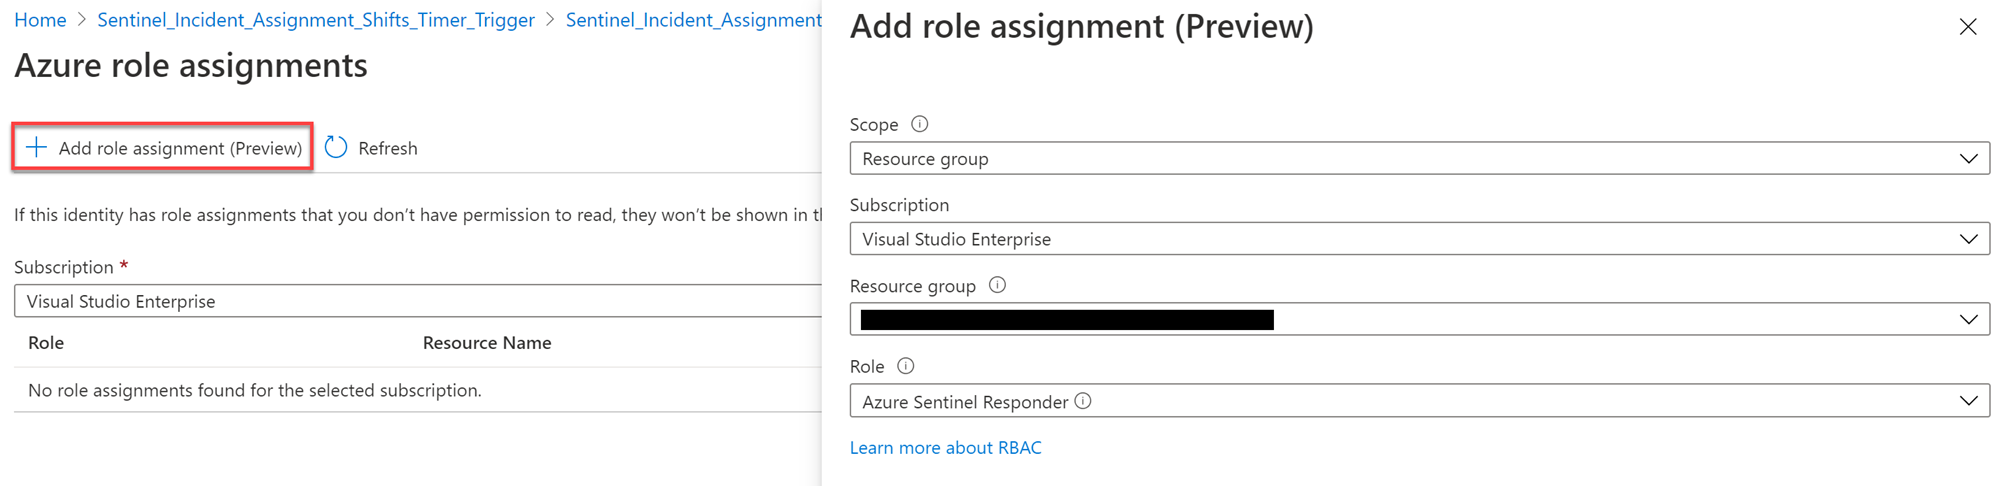 Home > Sentinel_Incident_Assignment_Shifts_Timer_Trigger > Sentinel_Incident_Assignment
Azure role assignments
+ Add role assignment (Preview) Refresh
If this identity has role assignments that you don't have permission to read, they won't be shown in th
Subscription *
Visual Studio Enterprise
Role Resource Name
No role assignments found for the selected subscription.
Add role assignment (Preview)
Scope
Resource group
Subscription
Visual Studio Enterprise
Resource group
Role
Azure Sentinel Responder
Learn more about RBAC